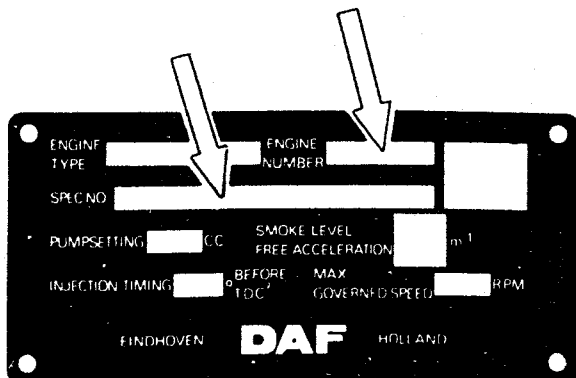 ENGINE TYPE ENGINE NUMBER
SPEC NO
PUMPSETTING CC SMOKE LEVEL FREE ACCELERATION m-1
INJECTION TIMING ° BEFORE TDC MAX GOVERNED SPEED RPM
EINDHOVEN DAF HOLLAND